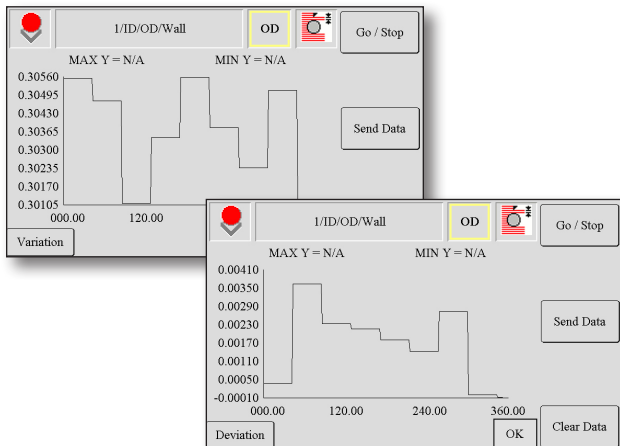 1/ID/OD/Wall OD Go / Stop
MAX Y = N/A MIN Y = N/A
0.30560
0.30495
0.30430
0.30365
0.30300
0.30235
0.30170
0.30105
Send Data
000.00 120.00
Variation
1/ID/OD/Wall OD Go / Stop
MAX Y = N/A MIN Y = N/A
0.00410
0.00350
0.00290
0.00230
0.00170
0.00110
0.00050
-0.00010
Send Data
000.00 120.00 240.00 360.00
Deviation OK Clear Data